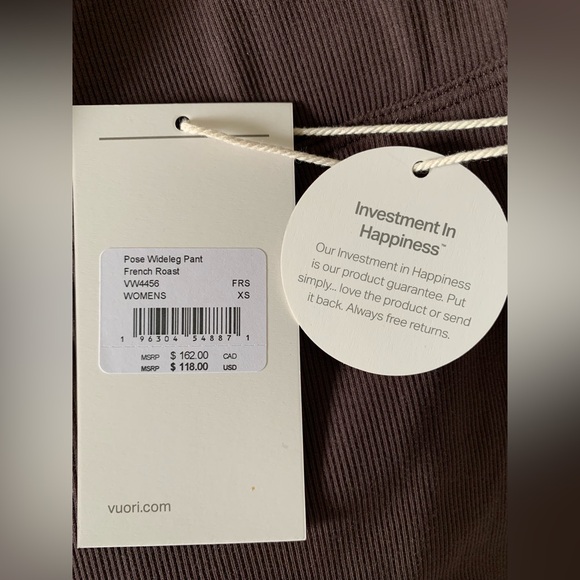 Pose Wideleg Pant
French Roast
VW4456 FRS
WOMENS XS
1 96304 54887 1
MSRP $ 162.00 CAD
MSRP $ 118.00 USD
vuori.com
Investment In
Happiness™
Our Investment in Happiness
is our product guarantee. Put
simply... love the product or send
it back. Always free returns.